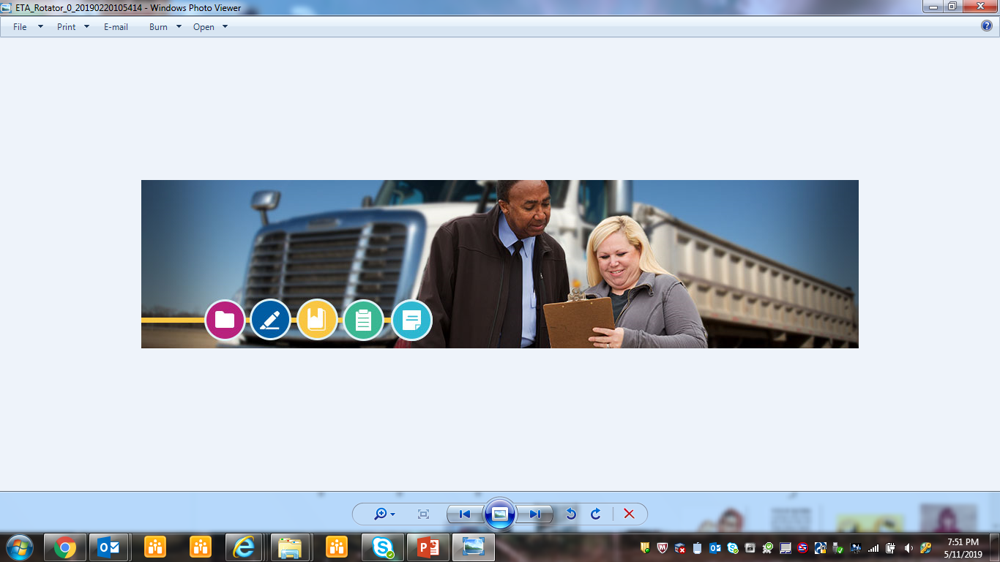 ETA_Rotator_0_20190220105414 - Windows Photo Viewer
File Print E-mail Burn Open
7:51 PM
5/11/2019